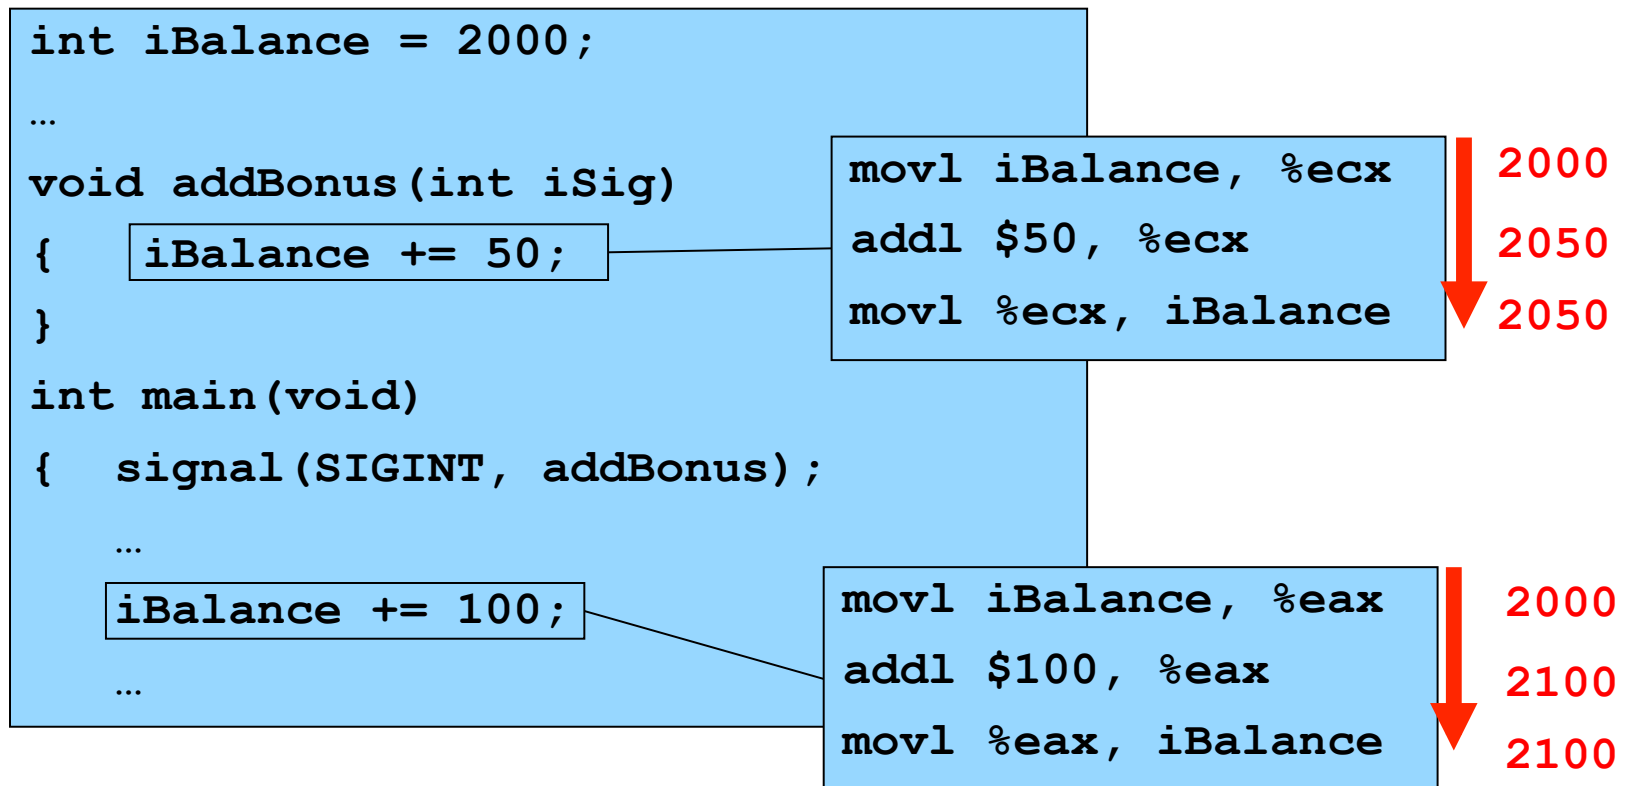 int iBalance = 2000;
…
void addBonus(int iSig)
{ iBalance += 50;
}
int main(void)
{ signal(SIGINT, addBonus);
…
iBalance += 100;
…
movl iBalance, %ecx
addl $50, %ecx
movl %ecx, iBalance
2000
2050
2050
movl iBalance, %eax
addl $100, %eax
movl %eax, iBalance
2000
2100
2100